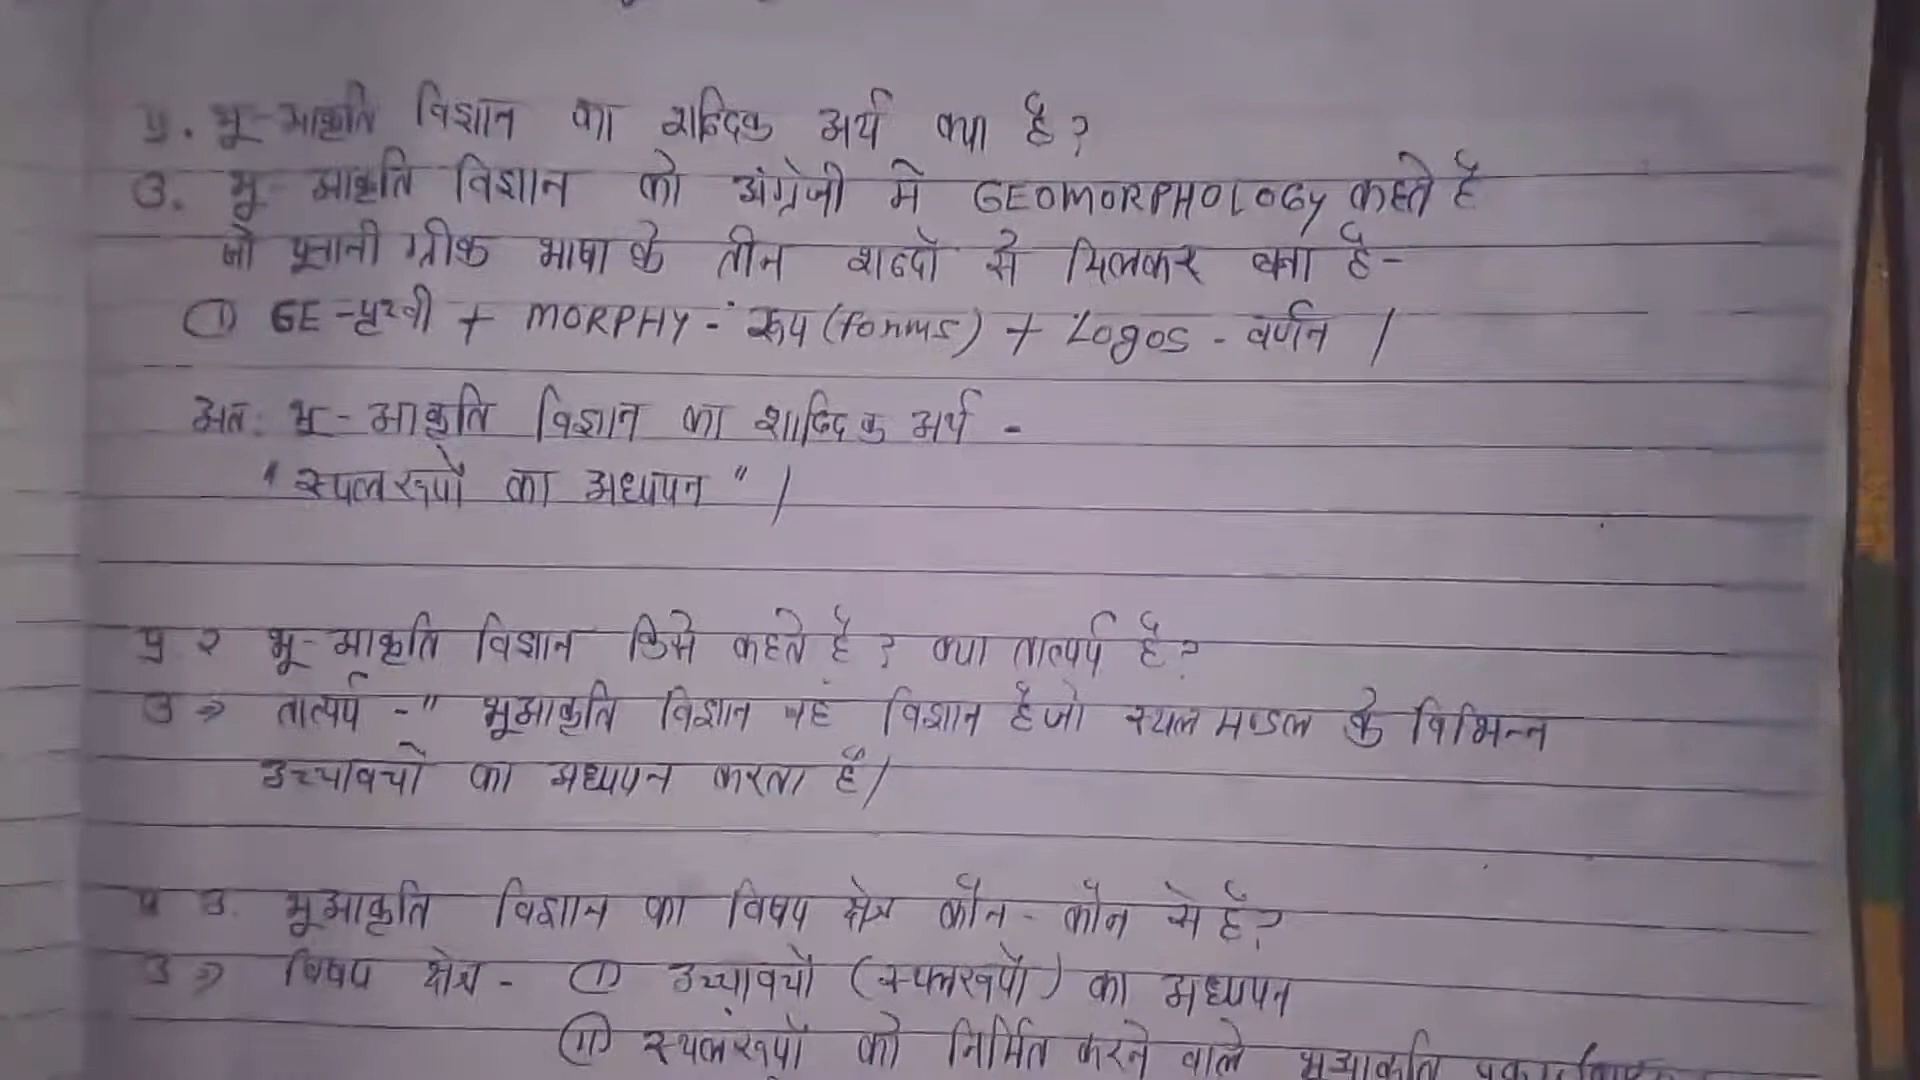 प्र. भू-आकृति विज्ञान का शाब्दिक अर्थ क्या है?
उ. भू-आकृति विज्ञान को अंग्रेजी मे GEOMORPHOLOGY कहते है
जो यूनानी ग्रीक भाषा के तीन शब्दो से मिलकर बना है-
① GE-पृथ्वी + MORPHY - रूप (forms) + Logos - वर्णन |
अतः भू-आकृति विज्ञान का शाब्दिक अर्थ -
"स्थलरूपो का अध्ययन" |
प्र 2 भू-आकृति विज्ञान किसे कहते है? क्या तात्पर्य है?
उ ⇒ तात्पर्य -" भूआकृति विज्ञान वह विज्ञान है जो स्थल मण्डल के विभिन्न
उच्चावचो का अध्ययन करता है|
प्र 3. भूआकृति विज्ञान का विषय क्षेत्र कौन-कौन से है?
उ ⇒ विषय क्षेत्र - ① उच्चावचो (स्थलरूपो) का अध्ययन
(ii) स्थलरूपो को निर्मित करने वाले भूआकृति